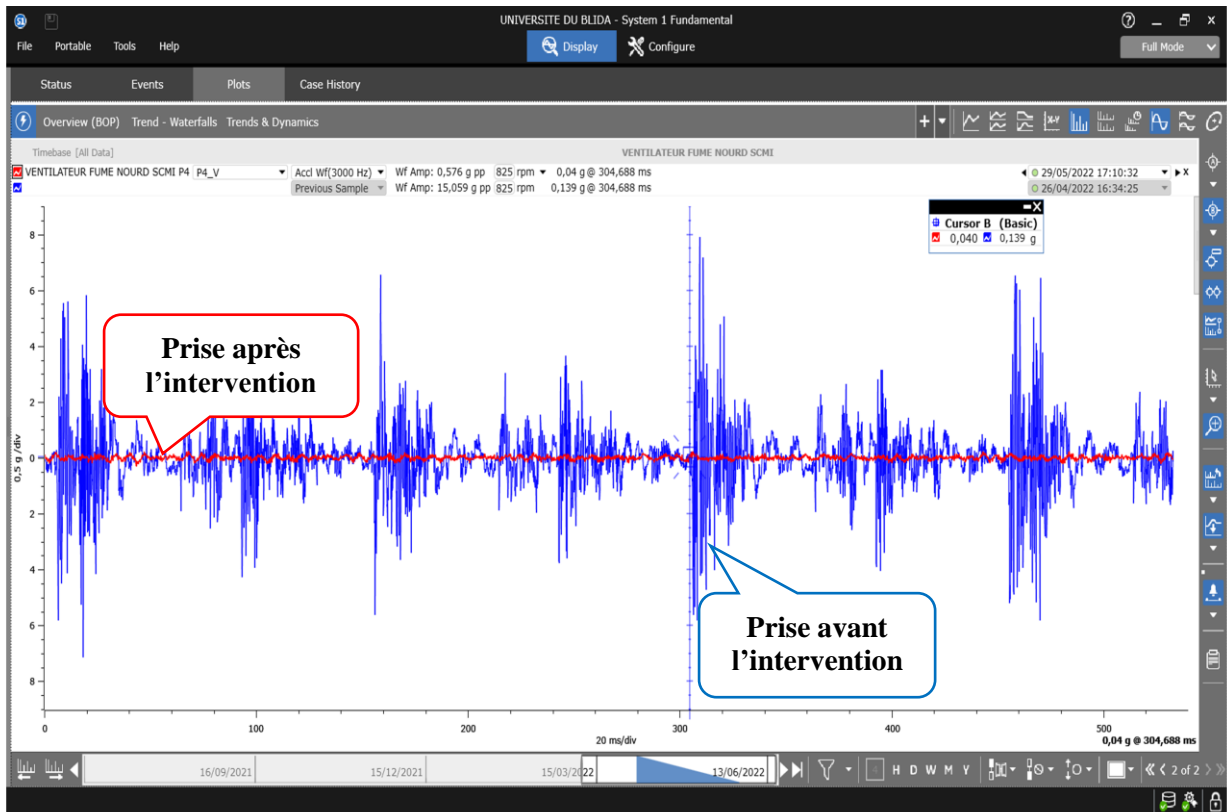 UNIVERSITE DU BLIDA - System 1 Fundamental
File Portable Tools Help
Display Configure
Full Mode
Status Events Plots Case History
Overview (BOP) Trend - Waterfalls Trends & Dynamics
Timebase [All Data] VENTILATEUR FUME NOURD SCMI
VENTILATEUR FUME NOURD SCMI P4 P4_V Accl Wf(3000 Hz) Wf Amp: 0,576 g pp 825 rpm 0,04 g @ 304,688 ms 29/05/2022 17:10:32 X
Previous Sample Wf Amp: 15,059 g pp 825 rpm 0,139 g @ 304,688 ms 26/04/2022 16:34:25
Cursor B (Basic)
0,040 0,139 g
8
6
4
2
0
2
4
6
8
0,5 g /div
Prise après
l’intervention
Prise avant
l’intervention
0 100 200 300 400 500
20 ms/div 0,04 g @ 304,688 ms
16/09/2021 15/12/2021 15/03/2022 13/06/2022 H D W M Y 2 of 2